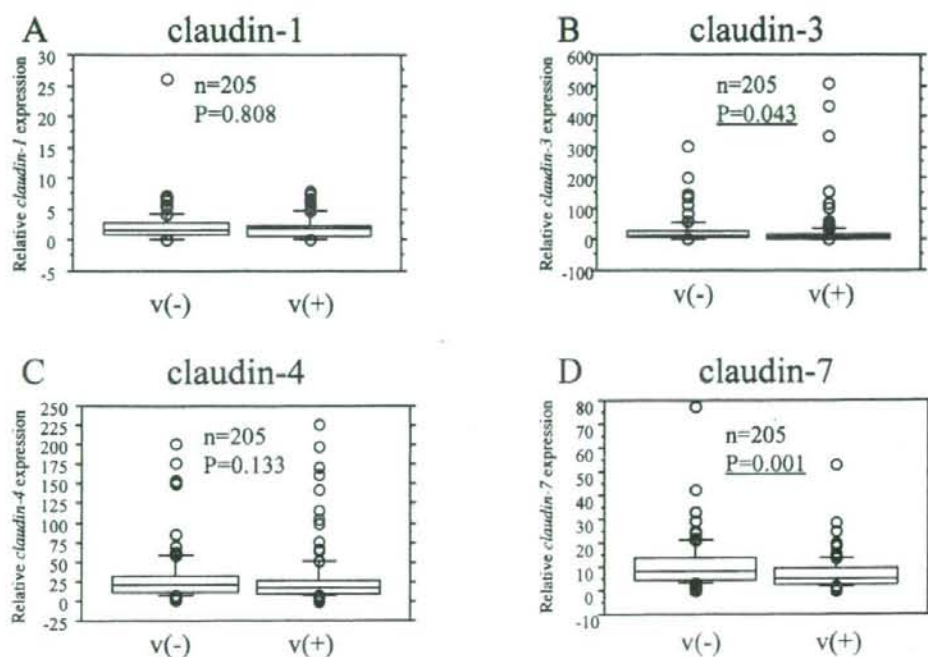 A claudin-1
Relative claudin-1 expression
30
25
20
15
10
5
0
-5
n=205
P=0.808
v(-) v(+)
B claudin-3
Relative claudin-3 expression
600
500
400
300
200
100
0
-100
n=205
P=0.043
v(-) v(+)
C claudin-4
Relative claudin-4 expression
250
225
200
175
150
125
100
75
50
25
0
-25
n=205
P=0.133
v(-) v(+)
D claudin-7
Relative claudin-7 expression
80
70
60
50
40
30
20
10
0
-10
n=205
P=0.001
v(-) v(+)